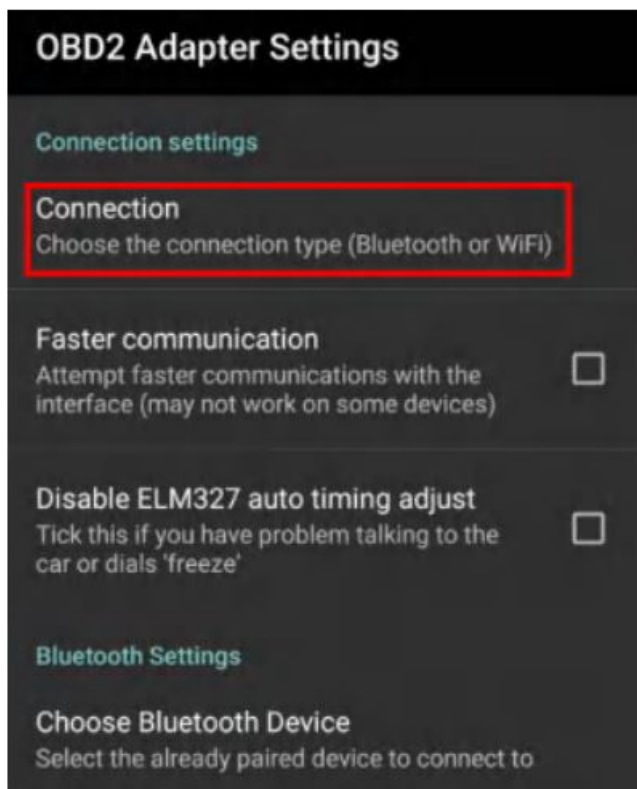 OBD2 Adapter Settings
Connection settings
Connection
Choose the connection type (Bluetooth or WiFi)
Faster communication
Attempt faster communications with the
interface (may not work on some devices)
Disable ELM327 auto timing adjust
Tick this if you have problem talking to the
car or dials 'freeze'
Bluetooth Settings
Choose Bluetooth Device
Select the already paired device to connect to